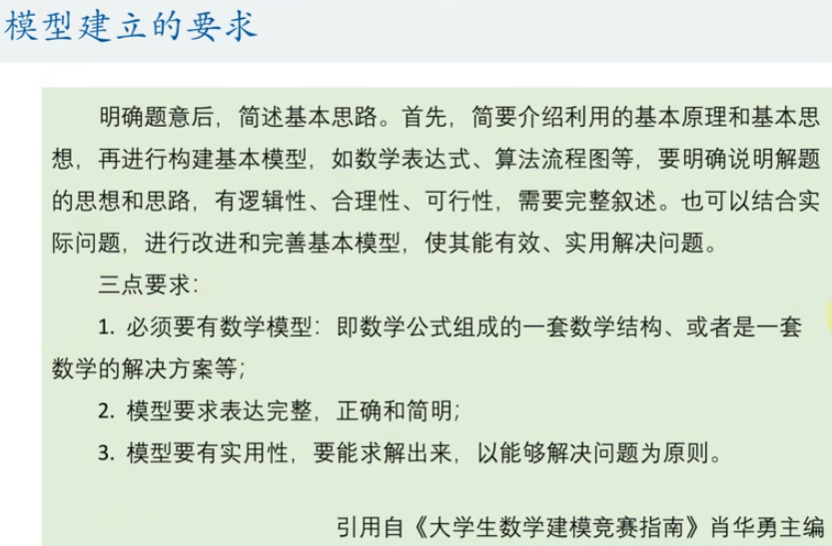 模型建立的要求
明确题意后，简述基本思路。首先，简要介绍利用的基本原理和基本思
想，再进行构建基本模型，如数学表达式、算法流程图等，要明确说明解题
的思想和思路，有逻辑性、合理性、可行性，需要完整叙述。也可以结合实
际问题，进行改进和完善基本模型，使其能有效、实用解决问题。
三点要求：
1. 必须要有数学模型：即数学公式组成的一套数学结构、或者是一套
数学的解决方案等；
2. 模型要求表达完整，正确和简明；
3. 模型要有实用性，要能求解出来，以能够解决问题为原则。
引用自《大学生数学建模竞赛指南》肖华勇主编